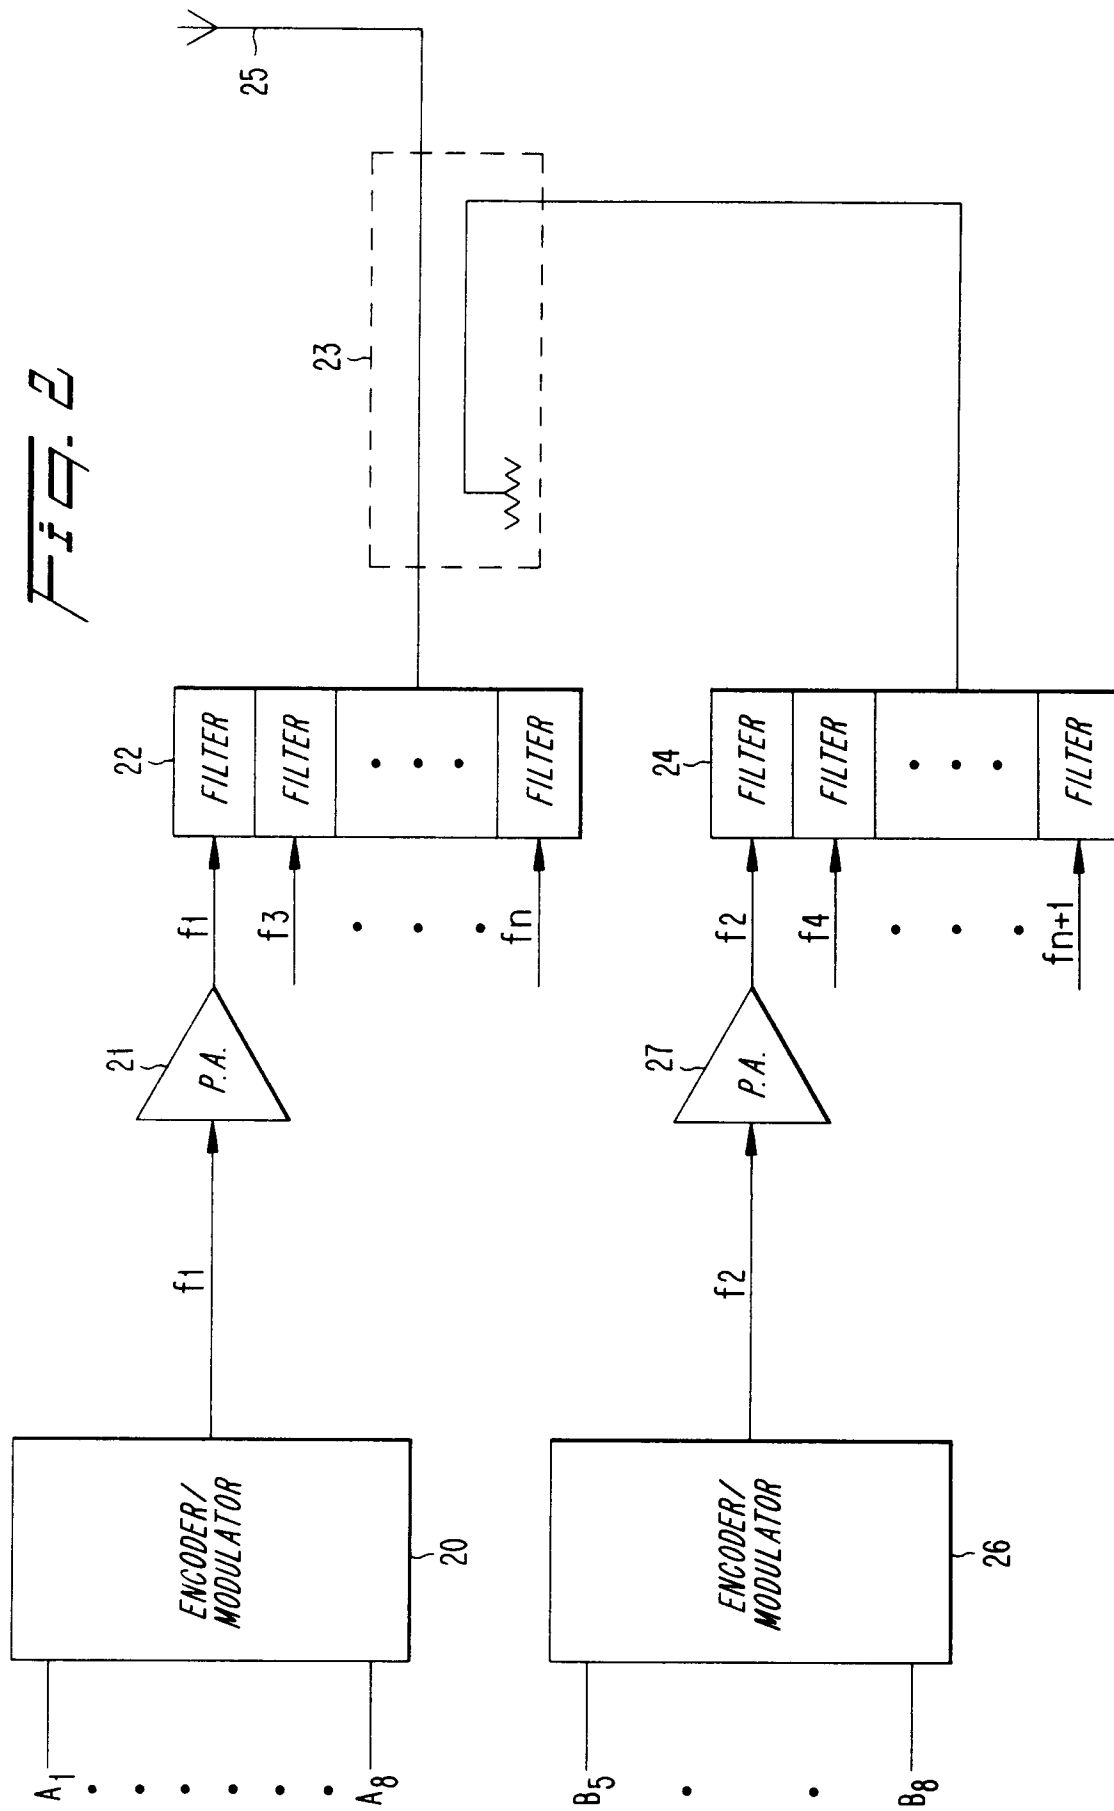 Fig. 2
A1
A8
ENCODER/
MODULATOR
20
f1
21
P.A.
f1
f3
fn
22
FILTER
FILTER
FILTER
23
25
B5
B8
ENCODER/
MODULATOR
26
f2
27
P.A.
f2
f4
fn+1
24
FILTER
FILTER
FILTER